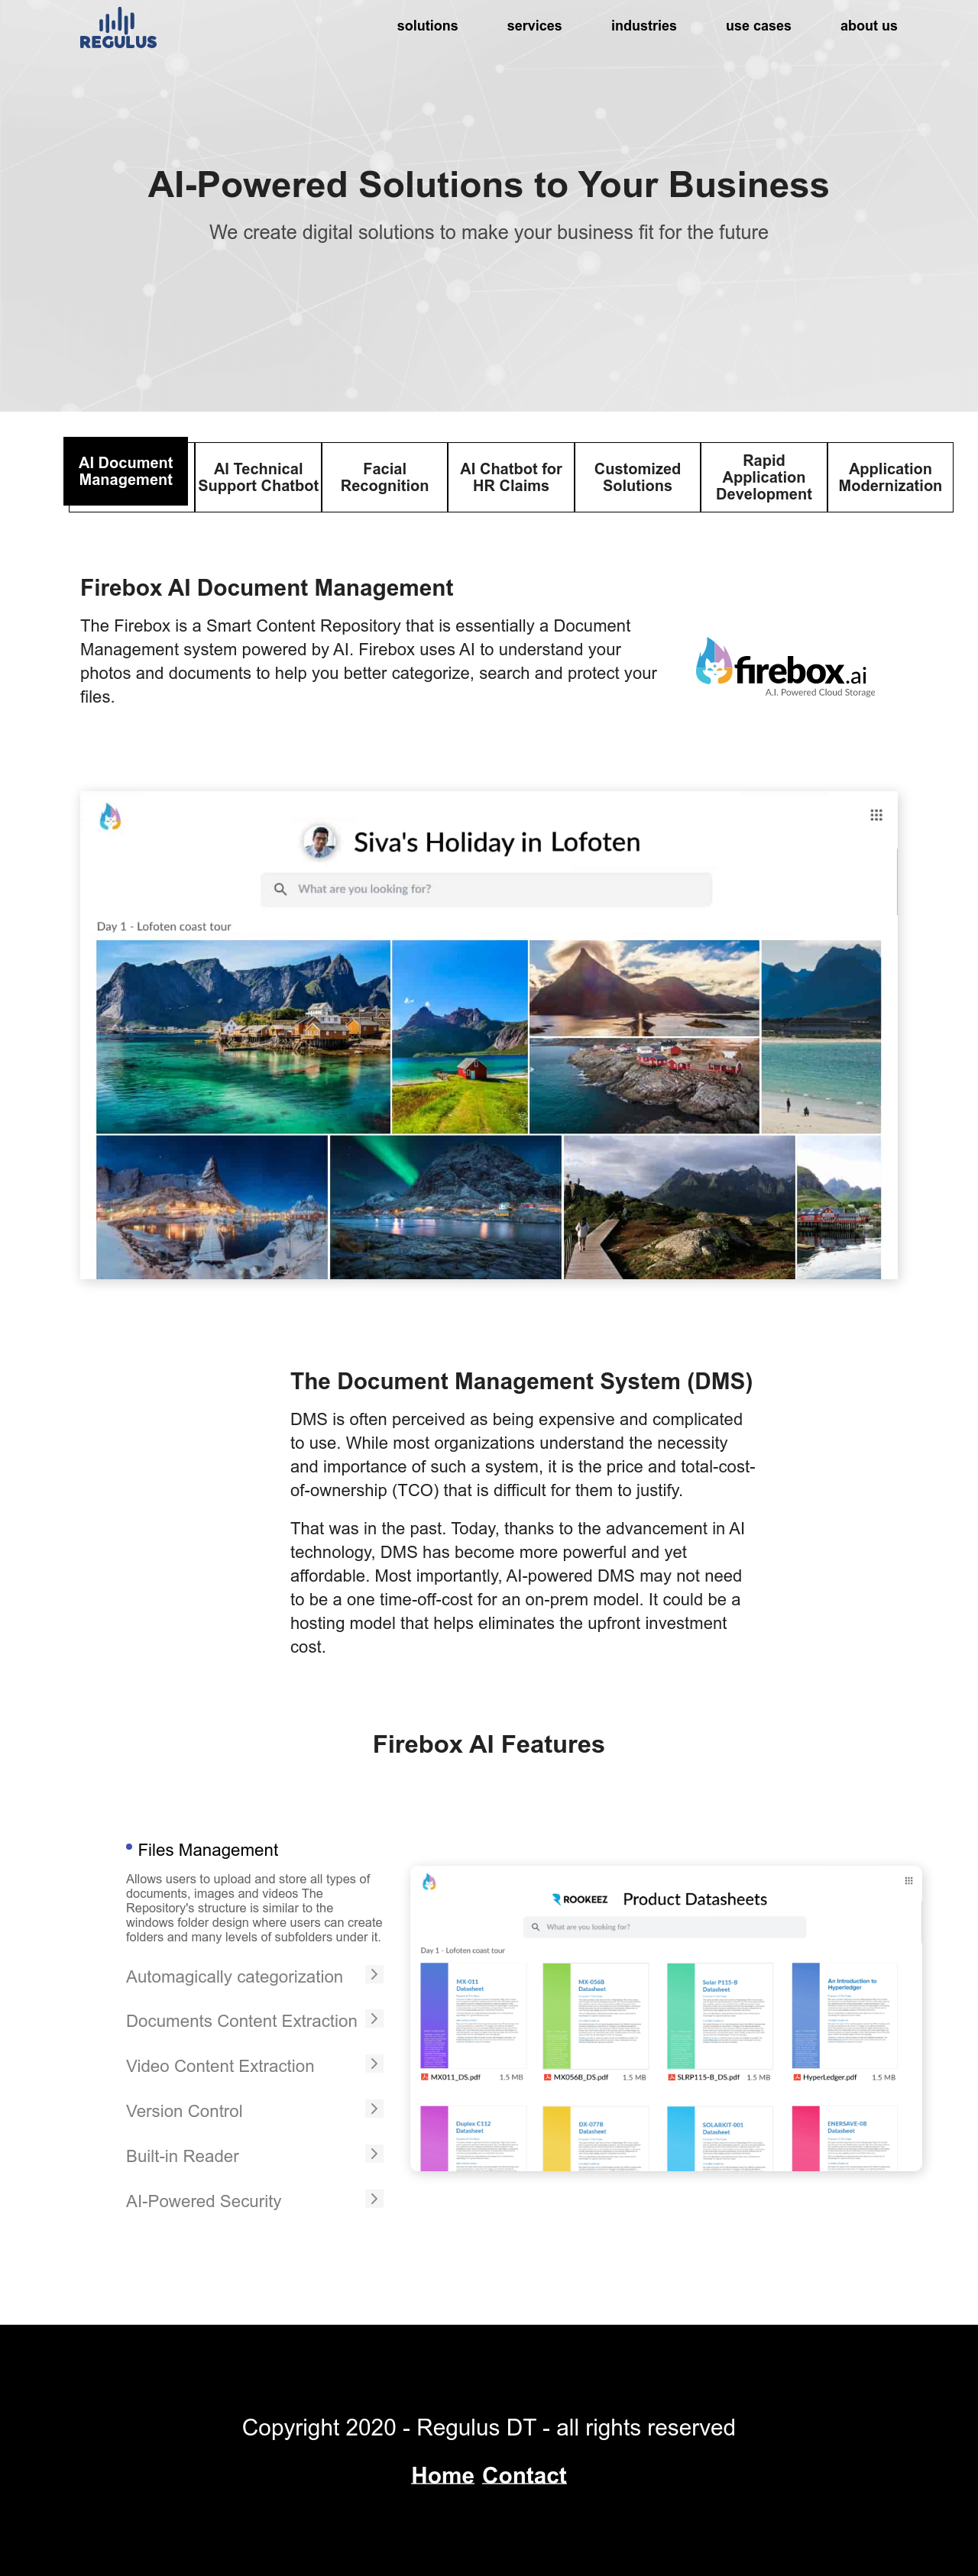 REGULUS
solutions services industries use cases about us
AI-Powered Solutions to Your Business
We create digital solutions to make your business fit for the future
AI Document
Management
AI Technical
Support Chatbot
Facial
Recognition
AI Chatbot for
HR Claims
Customized
Solutions
Rapid
Application
Development
Application
Modernization
Firebox AI Document Management
The Firebox is a Smart Content Repository that is essentially a Document
Management system powered by AI. Firebox uses AI to understand your
photos and documents to help you better categorize, search and protect your
files.
firebox.ai
A.I. Powered Cloud Storage
Siva's Holiday in Lofoten
What are you looking for?
Day 1 - Lofoten coast tour
The Document Management System (DMS)
DMS is often perceived as being expensive and complicated
to use. While most organizations understand the necessity
and importance of such a system, it is the price and total-cost-
of-ownership (TCO) that is difficult for them to justify.
That was in the past. Today, thanks to the advancement in AI
technology, DMS has become more powerful and yet
affordable. Most importantly, AI-powered DMS may not need
to be a one time-off-cost for an on-prem model. It could be a
hosting model that helps eliminates the upfront investment
cost.
Firebox AI Features
Files Management
Allows users to upload and store all types of
documents, images and videos The
Repository's structure is similar to the
windows folder design where users can create
folders and many levels of subfolders under it.
Automagically categorization
Documents Content Extraction
Video Content Extraction
Version Control
Built-in Reader
AI-Powered Security
ROOKEEZ Product Datasheets
What are you looking for?
Day 1 - Lofoten coast tour
MX-011
Datasheet
MX-056B
Datasheet
Solar P115-B
Datasheet
An Introduction to
Hyperledger
MX011_DS.pdf 1.5 MB
MX056B_DS.pdf 1.5 MB
SLRP115-B_DS.pdf 1.5 MB
HyperLedger.pdf 1.5 MB
Duplex C112
Datasheet
DX-077B
Datasheet
SOLARKIT-001
Datasheet
ENERSAVE-08
Datasheet
Copyright 2020 - Regulus DT - all rights reserved
Home Contact